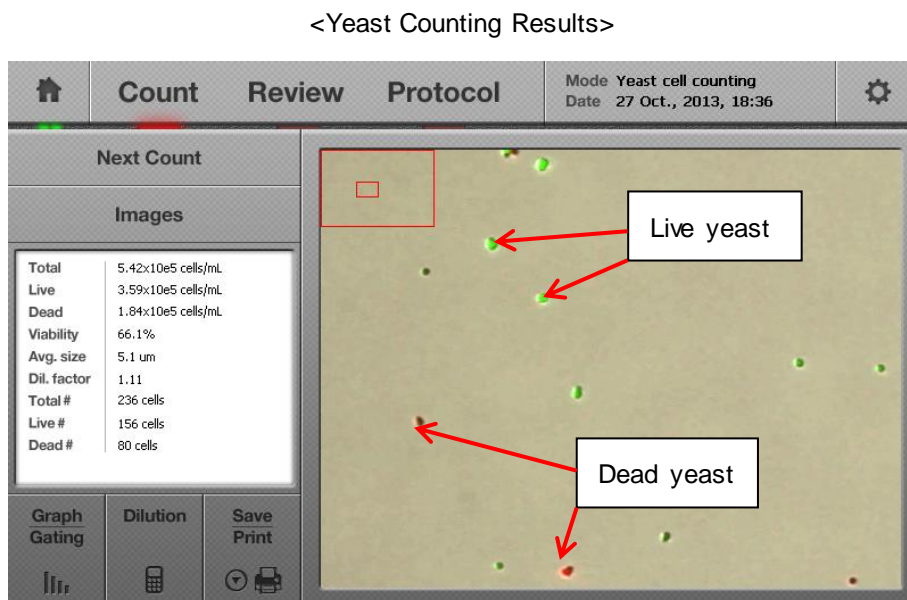 <Yeast Counting Results>
Count Review Protocol
Mode Yeast cell counting
Date 27 Oct., 2013, 18:36
Next Count
Images
Total 5.42x10e5 cells/mL
Live 3.59x10e5 cells/mL
Dead 1.84x10e5 cells/mL
Viability 66.1%
Avg. size 5.1 um
Dil. factor 1.11
Total # 236 cells
Live # 156 cells
Dead # 80 cells
Graph
Gating
Dilution
Save
Print
Live yeast
Dead yeast